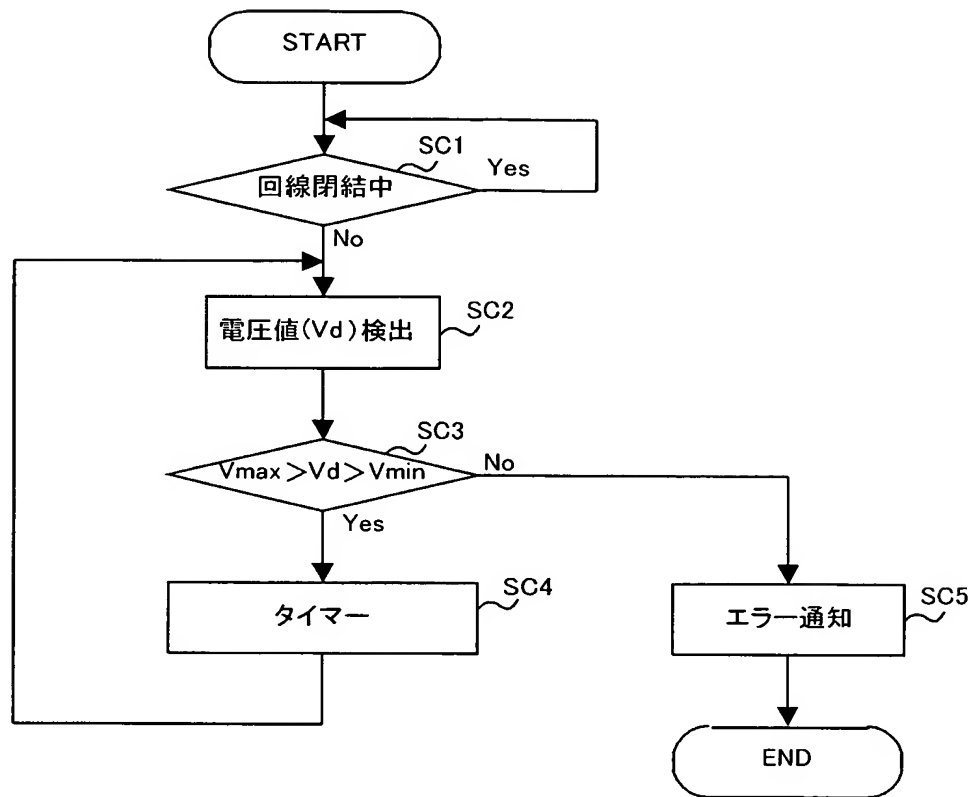 START
SC1
Yes
回線閉結中
No
電圧値(Vd)検出
SC2
SC3
Vmax>Vd>Vmin
No
Yes
タイマー
SC4
エラー通知
SC5
END